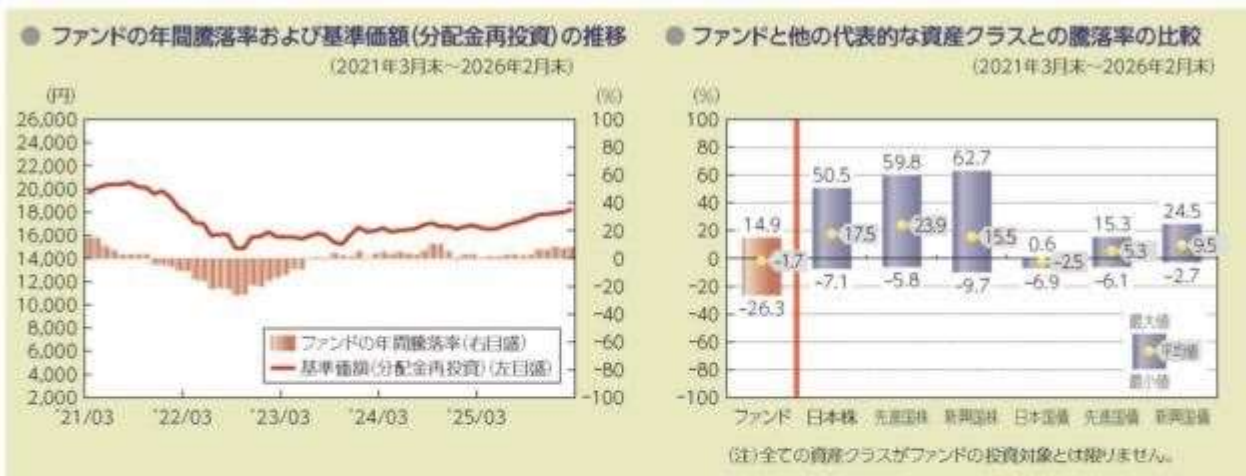 ● ファンドの年間騰落率および基準価額(分配金再投資)の推移
(2021年3月末~2026年2月末)
(円)
(%)
26,000
24,000
22,000
20,000
18,000
16,000
14,000
12,000
10,000
8,000
6,000
4,000
2,000
100
80
60
40
20
0
-20
-40
-60
-80
-100
ファンドの年間騰落率(右目盛)
基準価額(分配金再投資)(左目盛)
'21/03 '22/03 '23/03 '24/03 '25/03
● ファンドと他の代表的な資産クラスとの騰落率の比較
(2021年3月末~2026年2月末)
(%)
100
80
60
40
20
0
-20
-40
-60
-80
-100
14.9 50.5 59.8 62.7 0.6 15.3 24.5
-1.7 17.5 23.9 15.5 -2.5 5.3 9.5
-26.3 -7.1 -5.8 -9.7 -6.9 -6.1 -2.7
最大値
平均値
最小値
ファンド 日本株 先進国株 新興国株 日本国債 先進国債 新興国債
(注)全ての資産クラスがファンドの投資対象とは限りません。